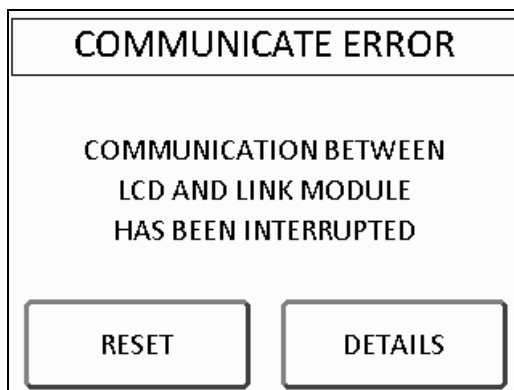 COMMUNICATE ERROR
COMMUNICATION BETWEEN
LCD AND LINK MODULE
HAS BEEN INTERRUPTED
RESET
DETAILS